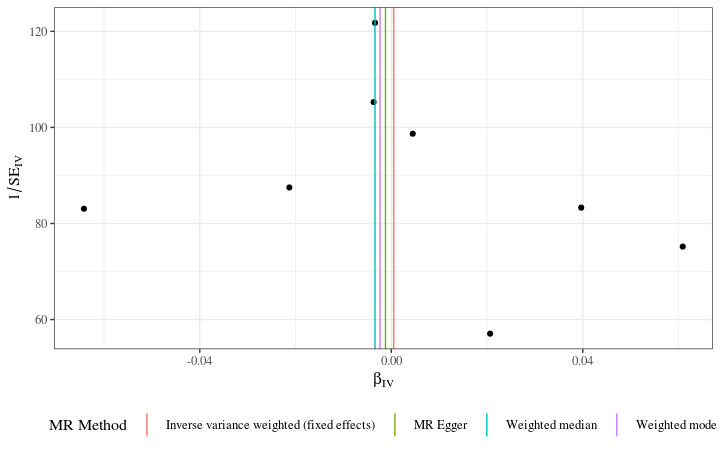 120
100
80
60
1/SE_IV
-0.04
0.00
0.04
β_IV
MR Method
Inverse variance weighted (fixed effects)
MR Egger
Weighted median
Weighted mode